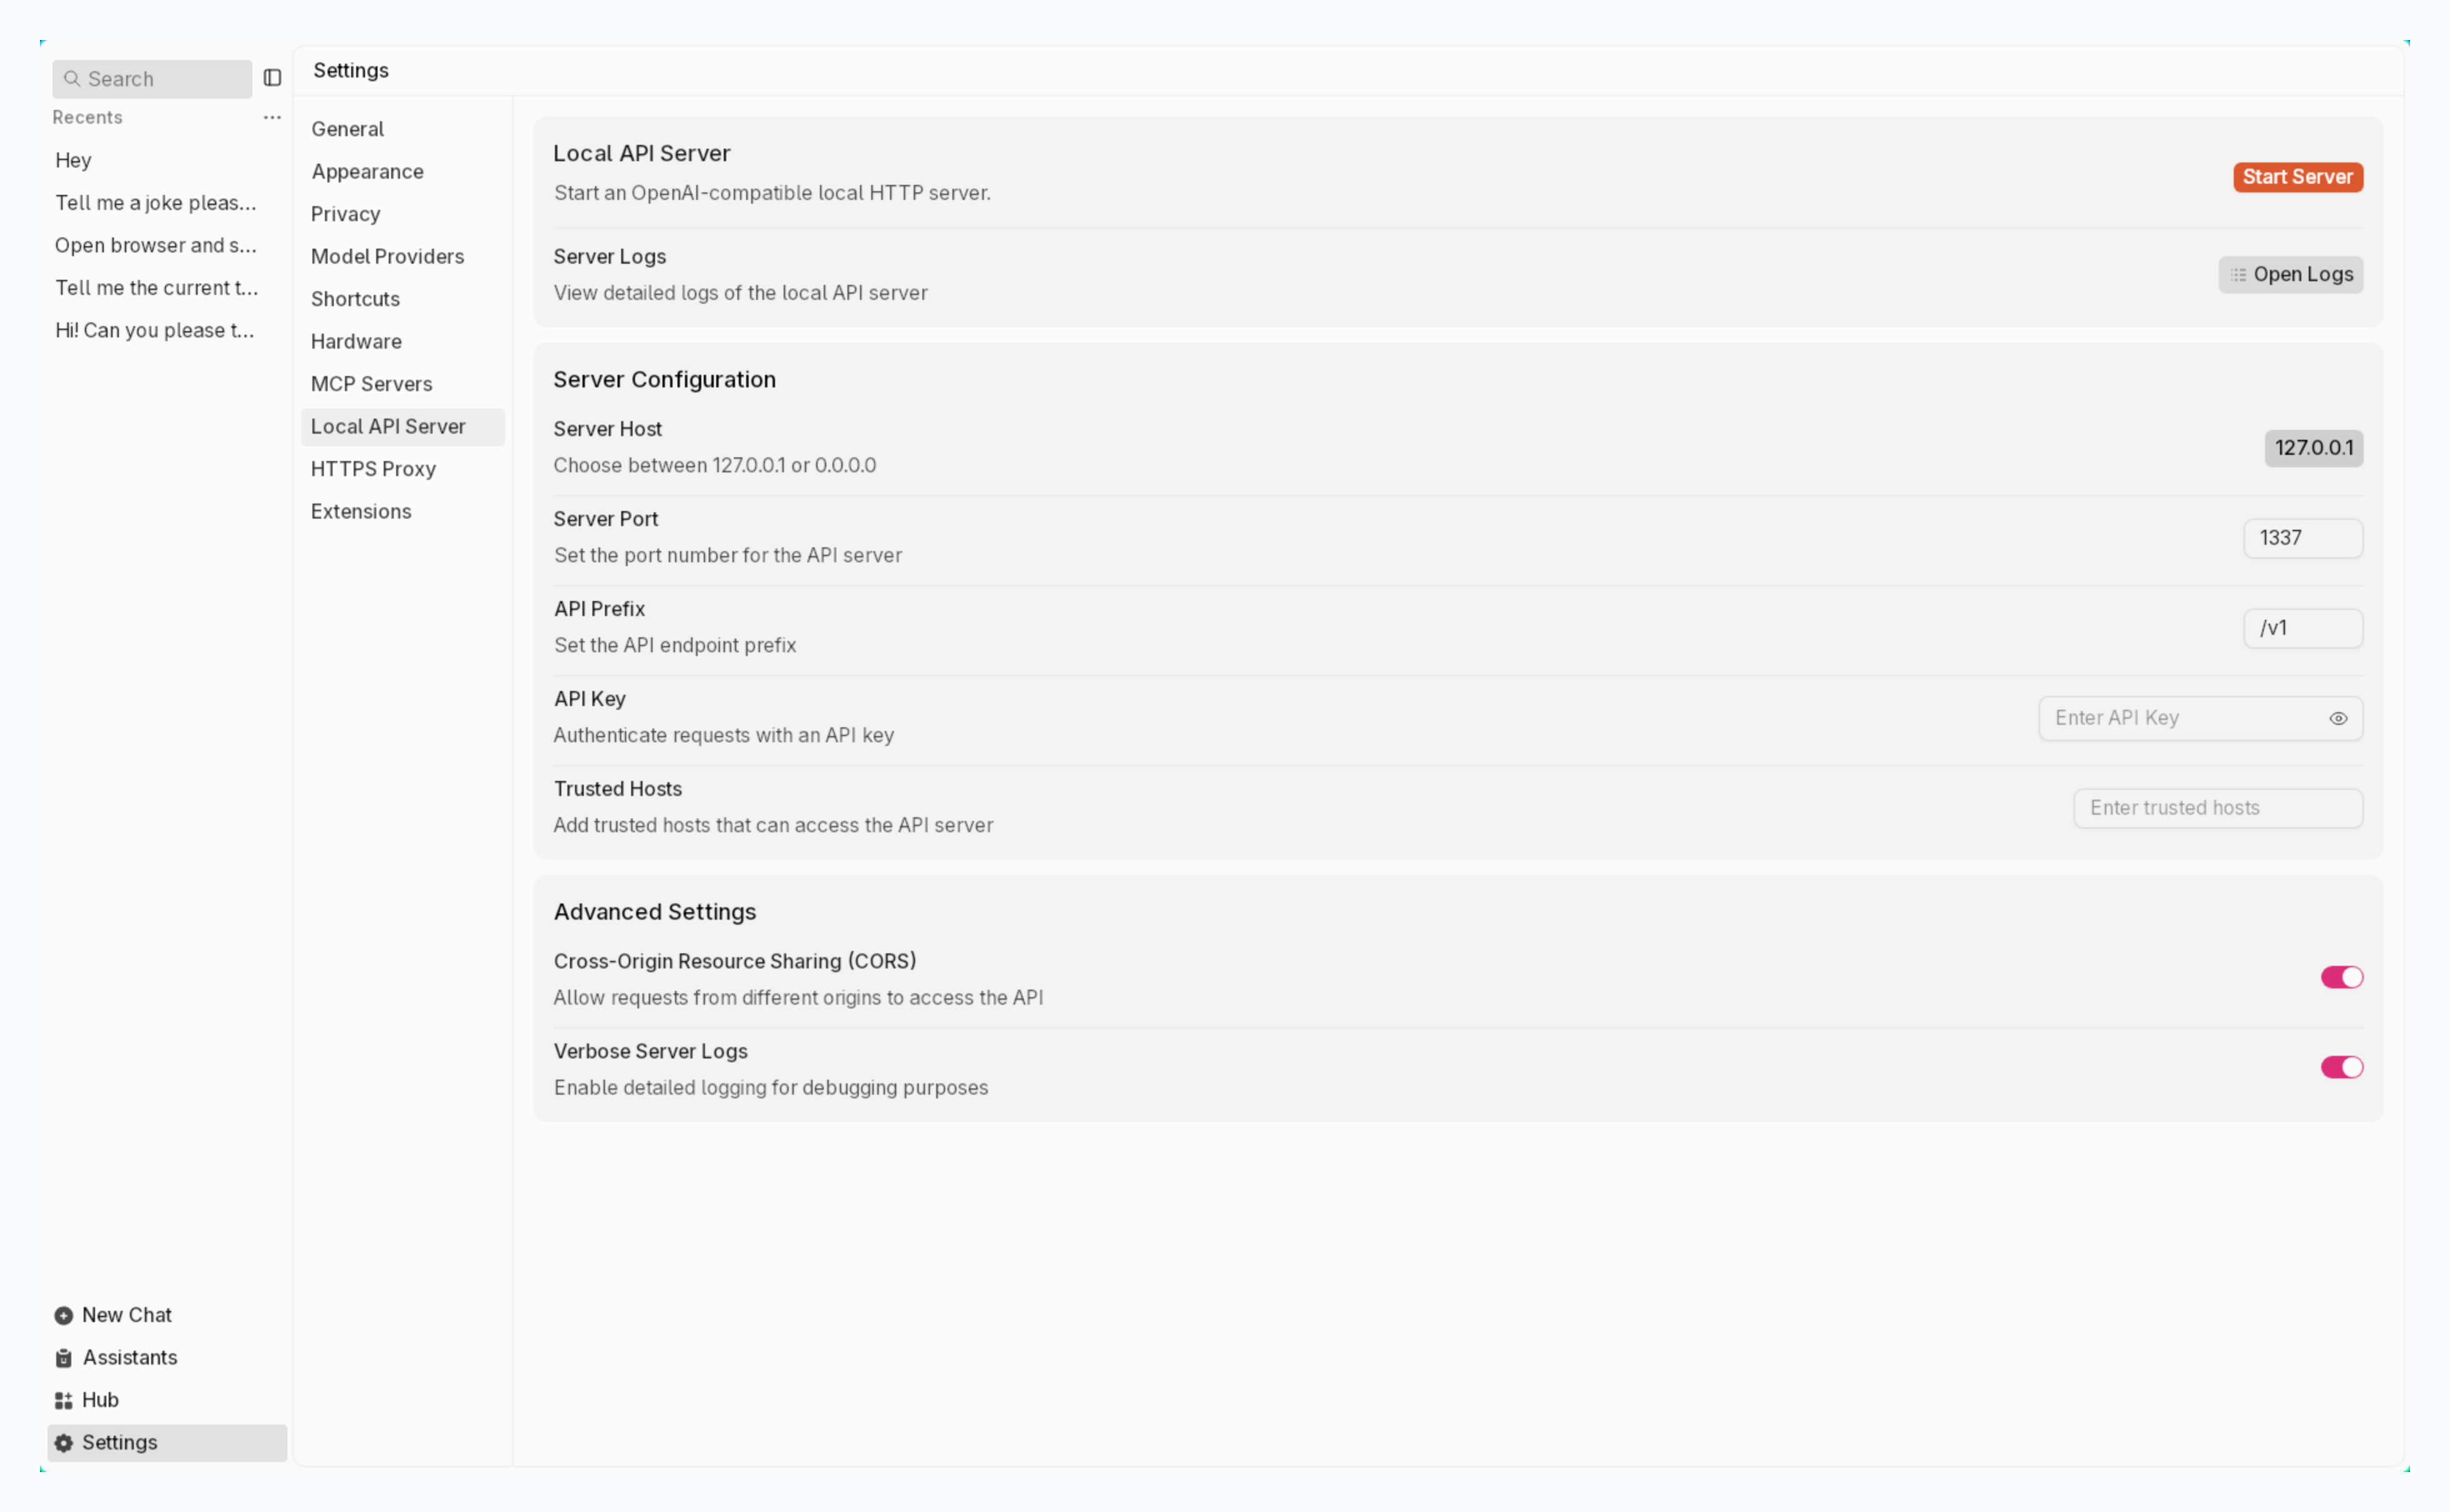 Search
Recents
Hey
Tell me a joke pleas...
Open browser and s...
Tell me the current t...
Hi! Can you please t...
New Chat
Assistants
Hub
Settings
Settings
General
Appearance
Privacy
Model Providers
Shortcuts
Hardware
MCP Servers
Local API Server
HTTPS Proxy
Extensions
Local API Server
Start an OpenAI-compatible local HTTP server.
Start Server
Server Logs
View detailed logs of the local API server
Open Logs
Server Configuration
Server Host
Choose between 127.0.0.1 or 0.0.0.0
127.0.0.1
Server Port
Set the port number for the API server
1337
API Prefix
Set the API endpoint prefix
/v1
API Key
Authenticate requests with an API key
Enter API Key
Trusted Hosts
Add trusted hosts that can access the API server
Enter trusted hosts
Advanced Settings
Cross-Origin Resource Sharing (CORS)
Allow requests from different origins to access the API
Verbose Server Logs
Enable detailed logging for debugging purposes